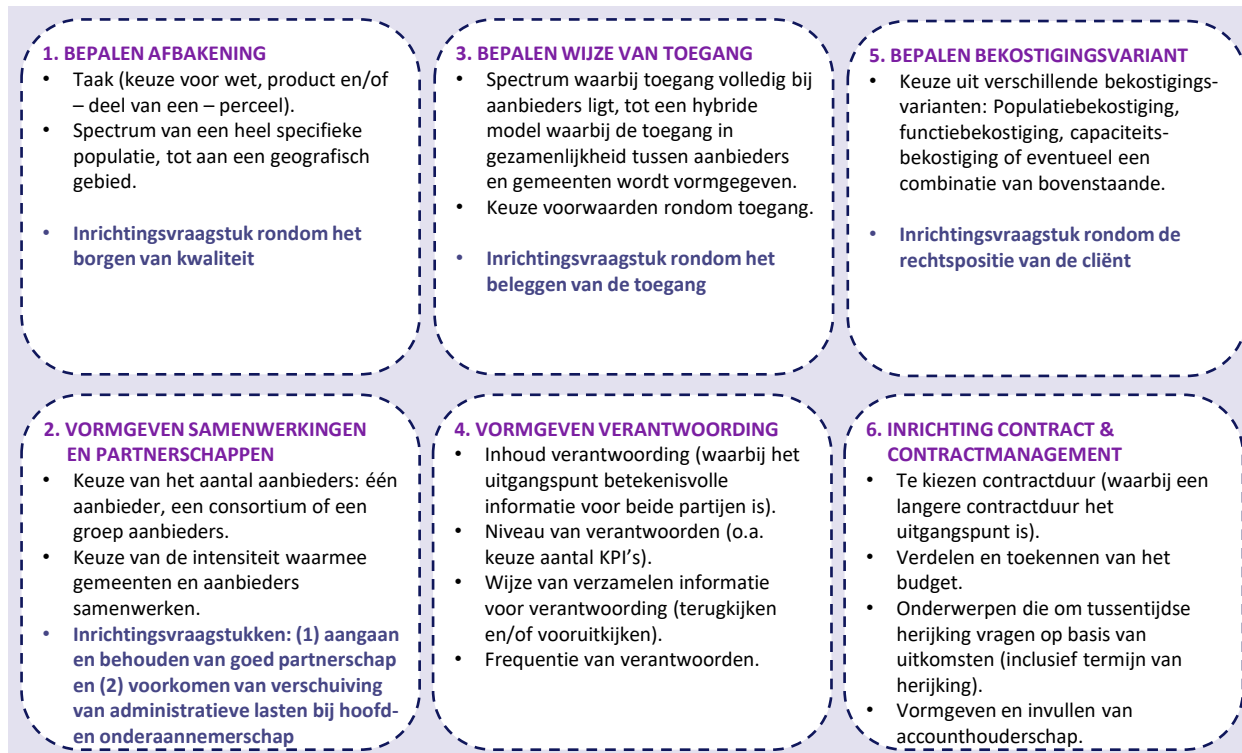 1. BEPALEN AFBAKENING
• Taak (keuze voor wet, product en/of
– deel van een – perceel).
• Spectrum van een heel specifieke
populatie, tot aan een geografisch
gebied.
• Inrichtingsvraagstuk rondom het
borgen van kwaliteit
2. VORMGEVEN SAMENWERKINGEN
EN PARTNERSCHAPPEN
• Keuze van het aantal aanbieders: één
aanbieder, een consortium of een
groep aanbieders.
• Keuze van de intensiteit waarmee
gemeenten en aanbieders
samenwerken.
• Inrichtingsvraagstukken: (1) aangaan
en behouden van goed partnerschap
en (2) voorkomen van verschuiving
van administratieve lasten bij hoofd-
en onderaannemerschap
3. BEPALEN WIJZE VAN TOEGANG
• Spectrum waarbij toegang volledig bij
aanbieders ligt, tot een hybride
model waarbij de toegang in
gezamenlijkheid tussen aanbieders
en gemeenten wordt vormgegeven.
• Keuze voorwaarden rondom toegang.
• Inrichtingsvraagstuk rondom het
beleggen van de toegang
4. VORMGEVEN VERANTWOORDING
• Inhoud verantwoording (waarbij het
uitgangspunt betekenisvolle
informatie voor beide partijen is).
• Niveau van verantwoorden (o.a.
keuze aantal KPI's).
• Wijze van verzamelen informatie
voor verantwoording (terugkijken
en/of vooruitkijken).
• Frequentie van verantwoorden.
5. BEPALEN BEKOSTIGINGSVARIANT
• Keuze uit verschillende bekostigings-
varianten: Populatiebekostiging,
functiebekostiging, capaciteits-
bekostiging of eventueel een
combinatie van bovenstaande.
• Inrichtingsvraagstuk rondom de
rechtspositie van de cliënt
6. INRICHTING CONTRACT &
CONTRACTMANAGEMENT
• Te kiezen contractduur (waarbij een
langere contractduur het
uitgangspunt is).
• Verdelen en toekennen van het
budget.
• Onderwerpen die om tussentijdse
herijking vragen op basis van
uitkomsten (inclusief termijn van
herijking).
• Vormgeven en invullen van
accounthouderschap.